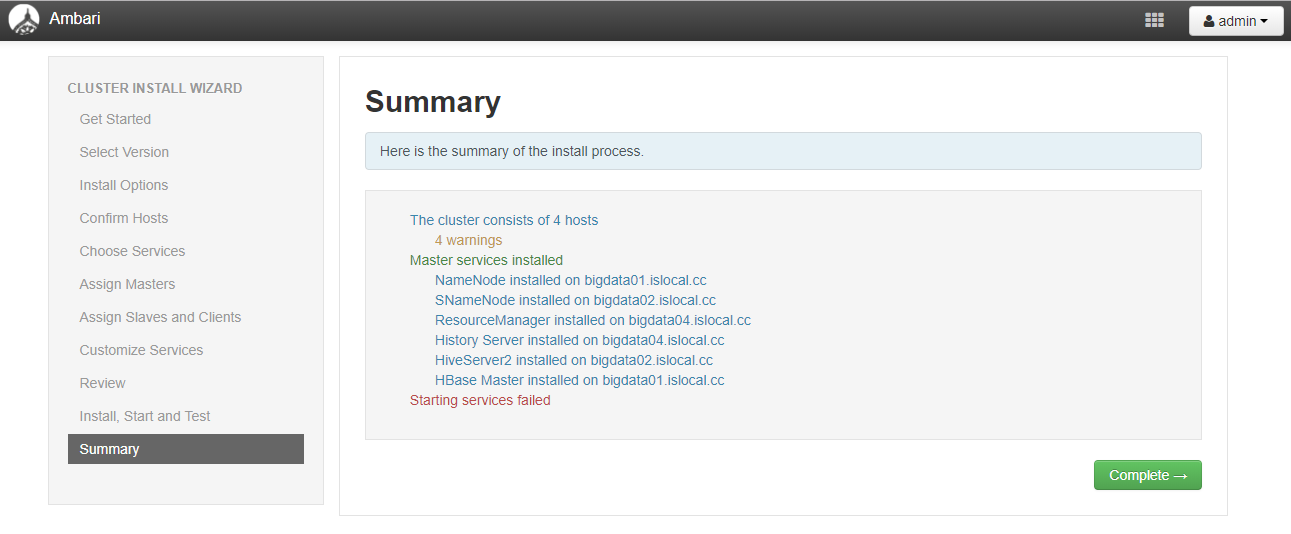 Ambari
admin
CLUSTER INSTALL WIZARD
Get Started
Select Version
Install Options
Confirm Hosts
Choose Services
Assign Masters
Assign Slaves and Clients
Customize Services
Review
Install, Start and Test
Summary
Summary
Here is the summary of the install process.
The cluster consists of 4 hosts
4 warnings
Master services installed
NameNode installed on bigdata01.islocal.cc
SNameNode installed on bigdata02.islocal.cc
ResourceManager installed on bigdata04.islocal.cc
History Server installed on bigdata04.islocal.cc
HiveServer2 installed on bigdata02.islocal.cc
HBase Master installed on bigdata01.islocal.cc
Starting services failed
Complete →